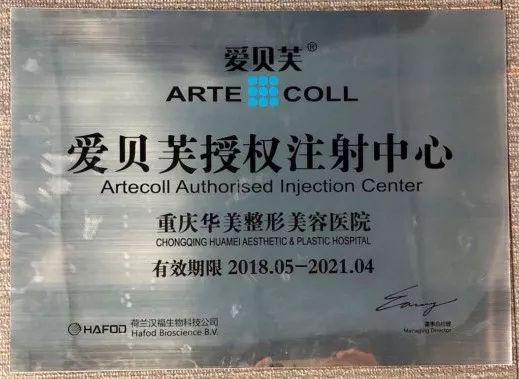 爱贝芙®
ARTE COLL
爱贝芙授权注射中心
Artecoll Authorised Injection Center
重庆华美整形美容医院
CHONGQING HUAMEI AESTHETIC & PLASTIC HOSPITAL
有效期限 2018.05-2021.04
HAFOD 荷兰汉福生物科技公司
Hafod Bioscience B.V.
董事总经理
Managing Director